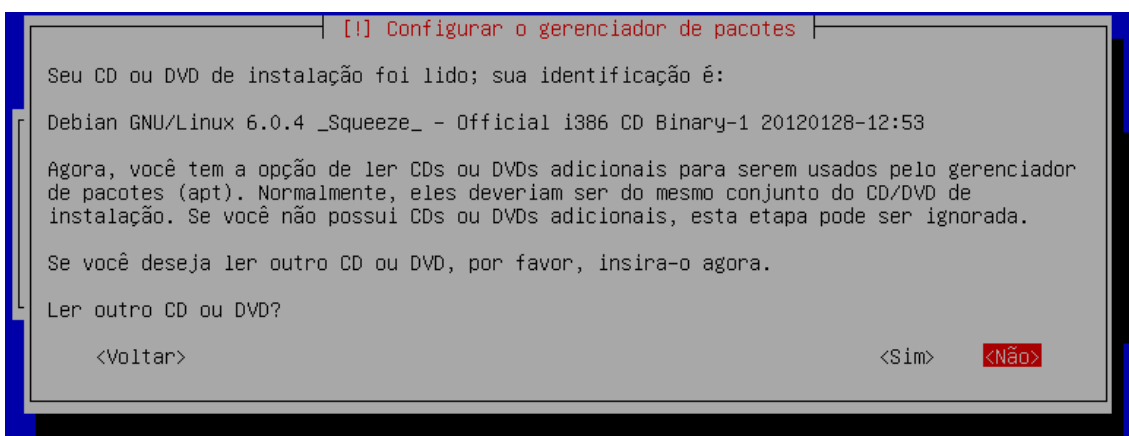 [!] Configurar o gerenciador de pacotes
Seu CD ou DVD de instalação foi lido; sua identificação é:
Debian GNU/Linux 6.0.4 _Squeeze_ - Official i386 CD Binary-1 20120128-12:53
Agora, você tem a opção de ler CDs ou DVDs adicionais para serem usados pelo gerenciador
de pacotes (apt). Normalmente, eles deveriam ser do mesmo conjunto do CD/DVD de
instalação. Se você não possui CDs ou DVDs adicionais, esta etapa pode ser ignorada.
Se você deseja ler outro CD ou DVD, por favor, insira-o agora.
Ler outro CD ou DVD?
<Voltar> <Sim> <Não>